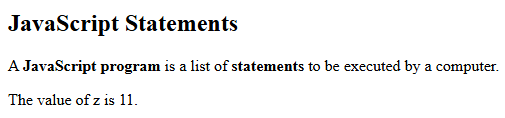 JavaScript Statements
A JavaScript program is a list of statements to be executed by a computer.
The value of z is 11.